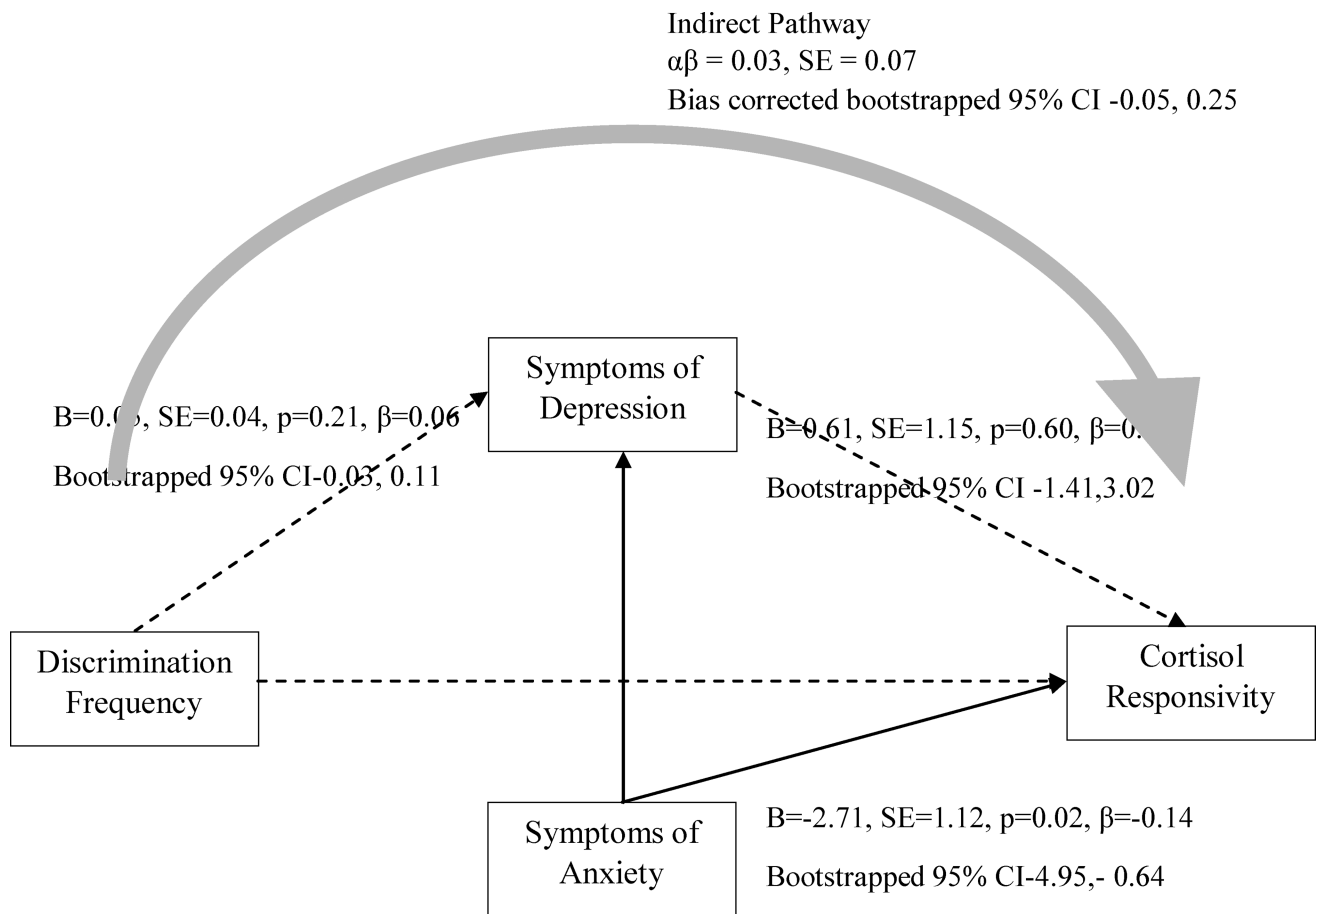 Indirect Pathway
αβ = 0.03, SE = 0.07
Bias corrected bootstrapped 95% CI -0.05, 0.25
Symptoms of
Depression
SE=0.04, p=0.21, β=0.06
Bootstrapped 95% CI-0.03, 0.11
B=0.61, SE=1.15, p=0.60,
Bootstrapped 95% CI -1.41,3.02
Discrimination
Frequency
Cortisol
Responsivity
Symptoms of
Anxiety
B=-2.71, SE=1.12, p=0.02, β=-0.14
Bootstrapped 95% CI-4.95,- 0.64